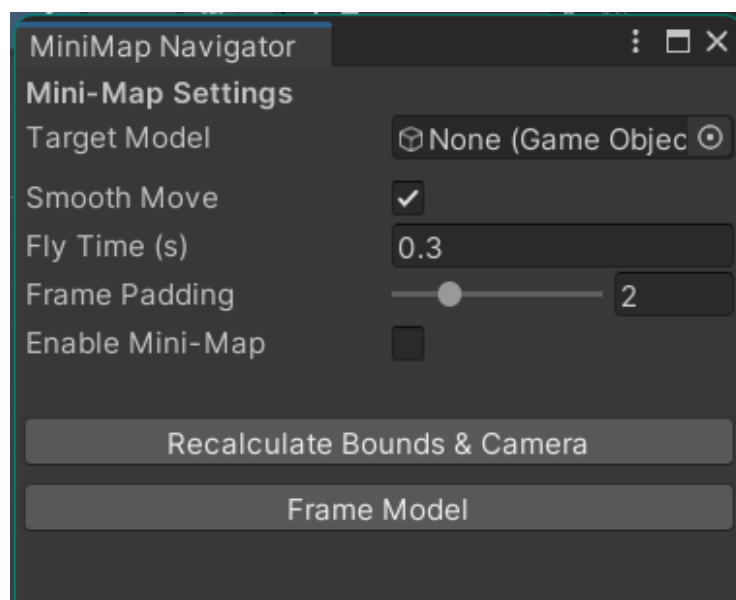 MiniMap Navigator
Mini-Map Settings
Target Model None (Game Objec
Smooth Move
Fly Time (s) 0.3
Frame Padding 2
Enable Mini-Map
Recalculate Bounds & Camera
Frame Model